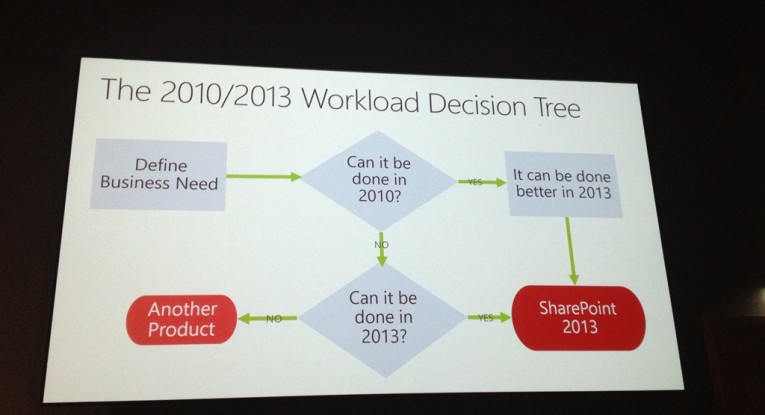 The 2010/2013 Workload Decision Tree
Define
Business Need
Can it be
done in
2010?
YES
It can be done
better in 2013
NO
Another
Product
NO
Can it be
done in
2013?
YES
SharePoint
2013